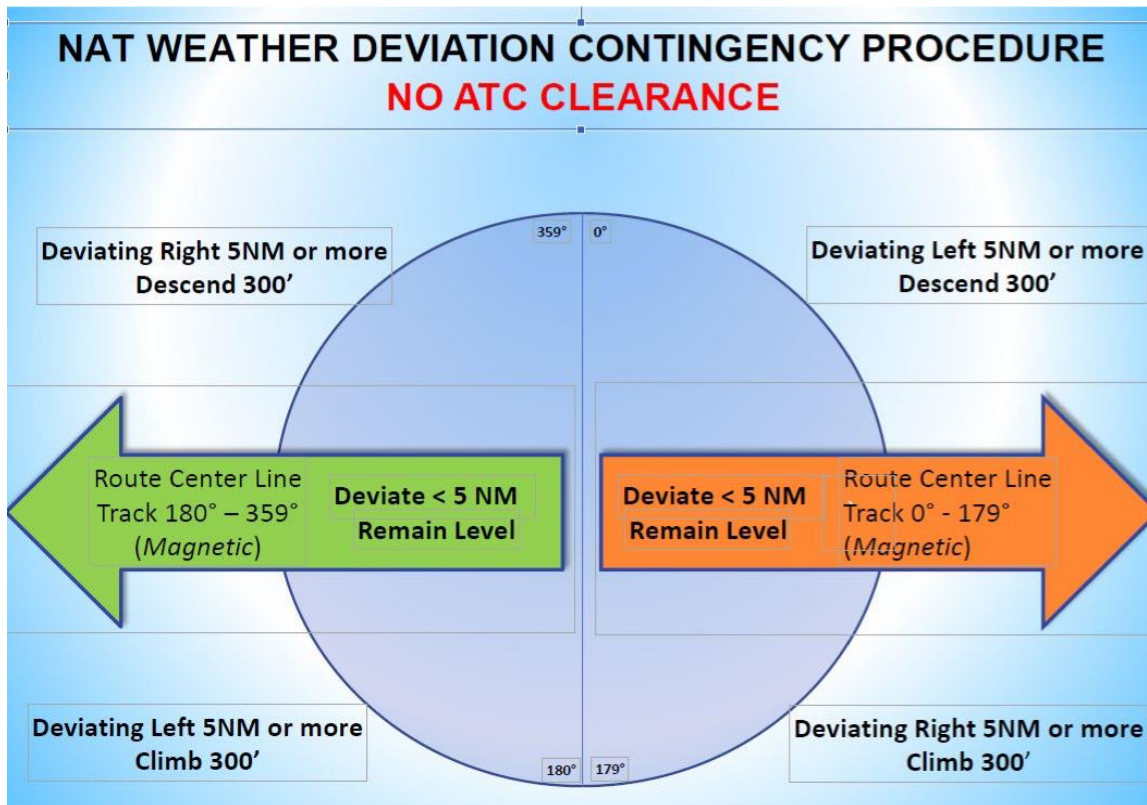 NAT WEATHER DEVIATION CONTINGENCY PROCEDURE
NO ATC CLEARANCE
359°
0°
Deviating Right 5NM or more
Descend 300’
Deviating Left 5NM or more
Descend 300’
Route Center Line
Track 180° – 359°
(Magnetic)
Deviate < 5 NM
Remain Level
Deviate < 5 NM
Remain Level
Route Center Line
Track 0° - 179°
(Magnetic)
Deviating Left 5NM or more
Climb 300’
180°
179°
Deviating Right 5NM or more
Climb 300’